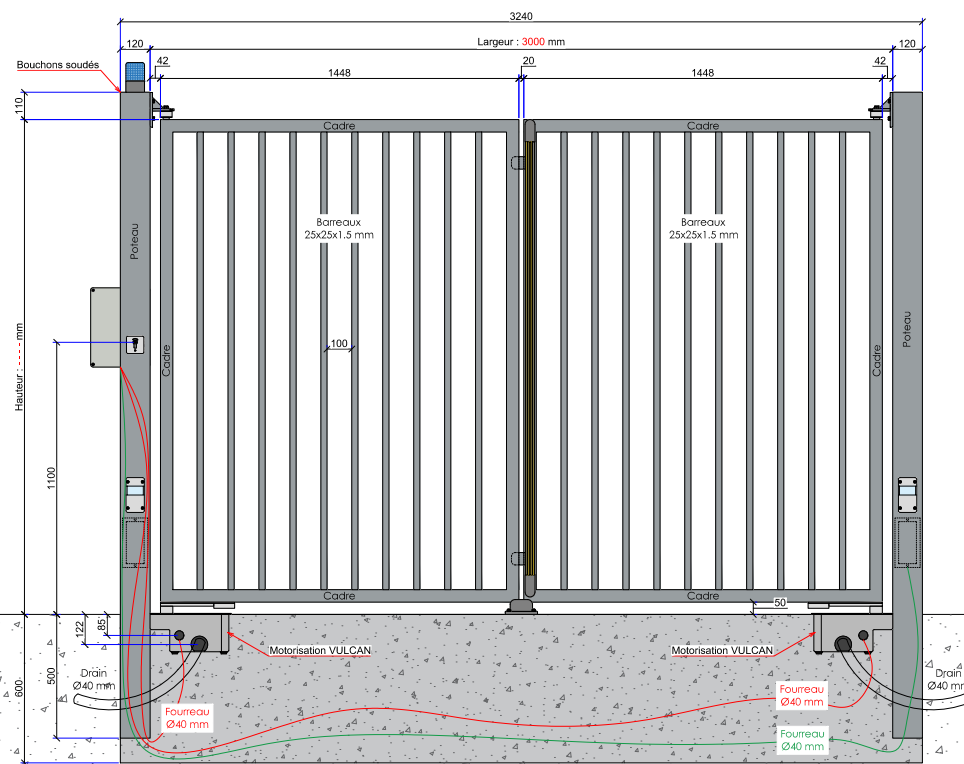 3240
120
Largeur : 3000 mm
120
Bouchons soudés
42
1448
20
1448
42
110
Cadre
Cadre
Barreaux
25x25x1.5 mm
Barreaux
25x25x1.5 mm
Poteau
Poteau
Hauteur : - - - - mm
Cadre
100
Cadre
1100
Cadre
Cadre
50
122
85
Motorisation VULCAN
Motorisation VULCAN
600
500
Drain
Ø40 mm
Drain
Ø40 mm
Fourreau
Ø40 mm
Fourreau
Ø40 mm
Fourreau
Ø40 mm